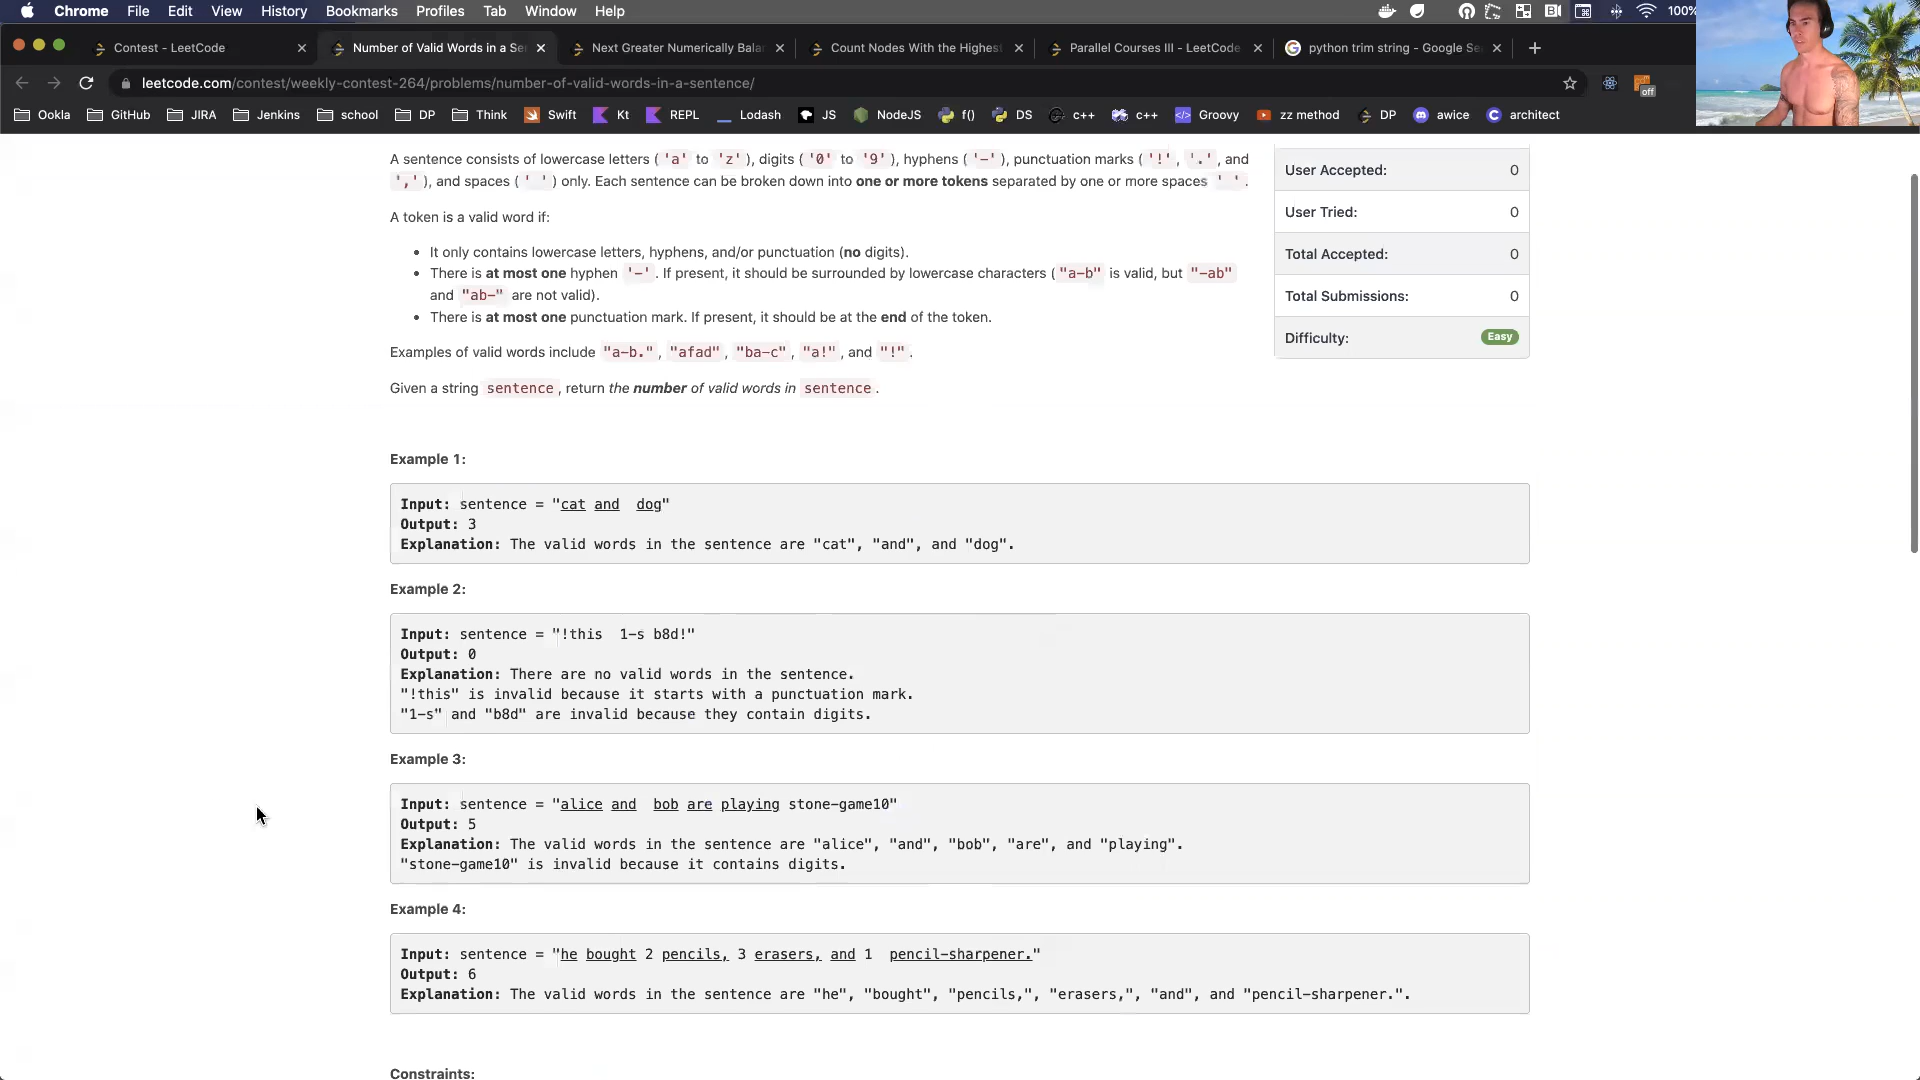 Chrome File Edit View History Bookmarks Profiles Tab Window Help 100%
Contest - LeetCode
Number of Valid Words in a Se
Next Greater Numerically Bala
Count Nodes With the Highest
Parallel Courses III - LeetCode
python trim string - Google Se
leetcode.com/contest/weekly-contest-264/problems/number-of-valid-words-in-a-sentence/
off
Ookla GitHub JIRA Jenkins school DP Think Swift Kt REPL Lodash JS NodeJS f() DS c++ c++ Groovy zz method DP awice architect
A sentence consists of lowercase letters ('a' to 'z'), digits ('0' to '9'), hyphens ('-'), punctuation marks ('!', '.', and
','), and spaces (' ') only. Each sentence can be broken down into one or more tokens separated by one or more spaces ' '.
A token is a valid word if:
• It only contains lowercase letters, hyphens, and/or punctuation (no digits).
• There is at most one hyphen '-'. If present, it should be surrounded by lowercase characters ("a-b" is valid, but "-ab"
and "ab-" are not valid).
• There is at most one punctuation mark. If present, it should be at the end of the token.
Examples of valid words include "a-b.", "afad", "ba-c", "a!", and "!".
Given a string sentence, return the number of valid words in sentence.
User Accepted: 0
User Tried: 0
Total Accepted: 0
Total Submissions: 0
Difficulty: Easy
Example 1:
Input: sentence = "cat and  dog"
Output: 3
Explanation: The valid words in the sentence are "cat", "and", and "dog".
Example 2:
Input: sentence = "!this  1-s b8d!"
Output: 0
Explanation: There are no valid words in the sentence.
"!this" is invalid because it starts with a punctuation mark.
"1-s" and "b8d" are invalid because they contain digits.
Example 3:
Input: sentence = "alice and  bob are playing stone-game10"
Output: 5
Explanation: The valid words in the sentence are "alice", "and", "bob", "are", and "playing".
"stone-game10" is invalid because it contains digits.
Example 4:
Input: sentence = "he bought 2 pencils, 3 erasers, and 1  pencil-sharpener."
Output: 6
Explanation: The valid words in the sentence are "he", "bought", "pencils,", "erasers,", "and", and "pencil-sharpener.".
Constraints: